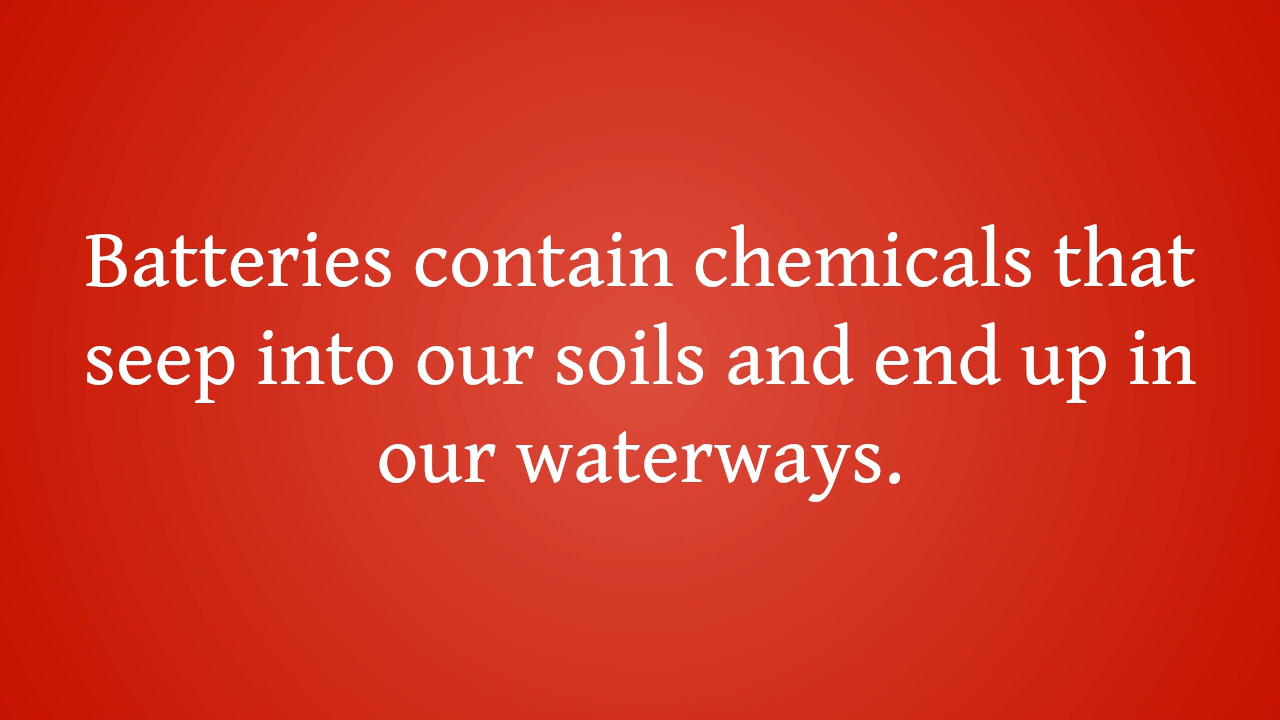 Batteries contain chemicals that
seep into our soils and end up in
our waterways.